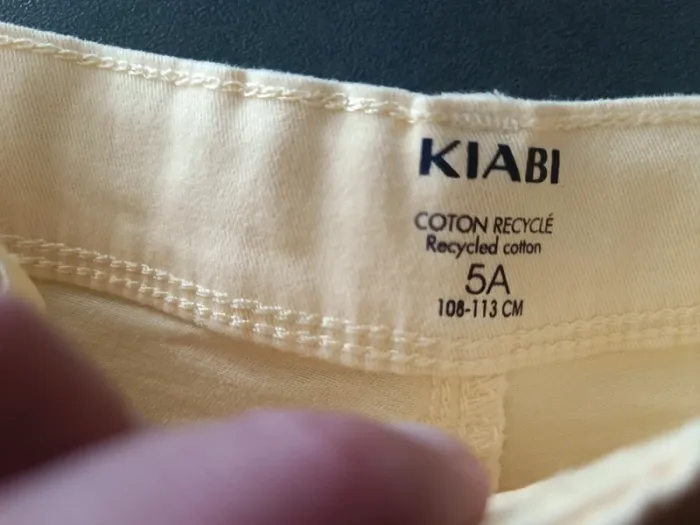 KIABI
COTON RECYCLÉ
Recycled cotton
5A
108-113 CM